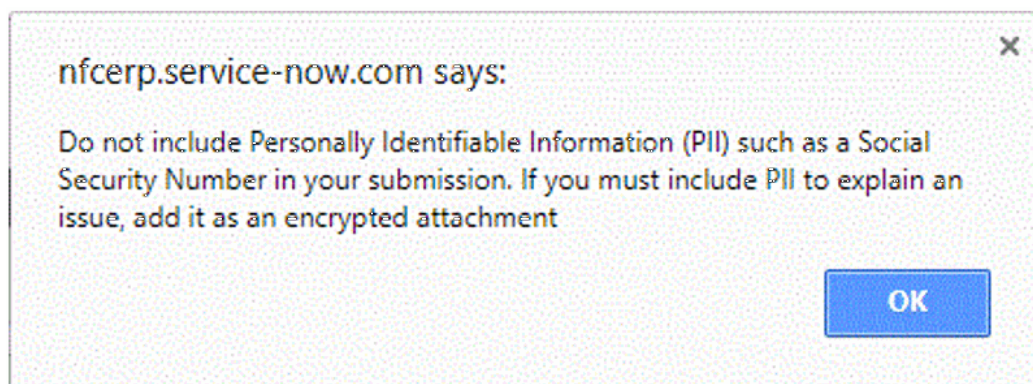 nfcerp.service-now.com says:
Do not include Personally Identifiable Information (PII) such as a Social
Security Number in your submission. If you must include PII to explain an
issue, add it as an encrypted attachment
OK